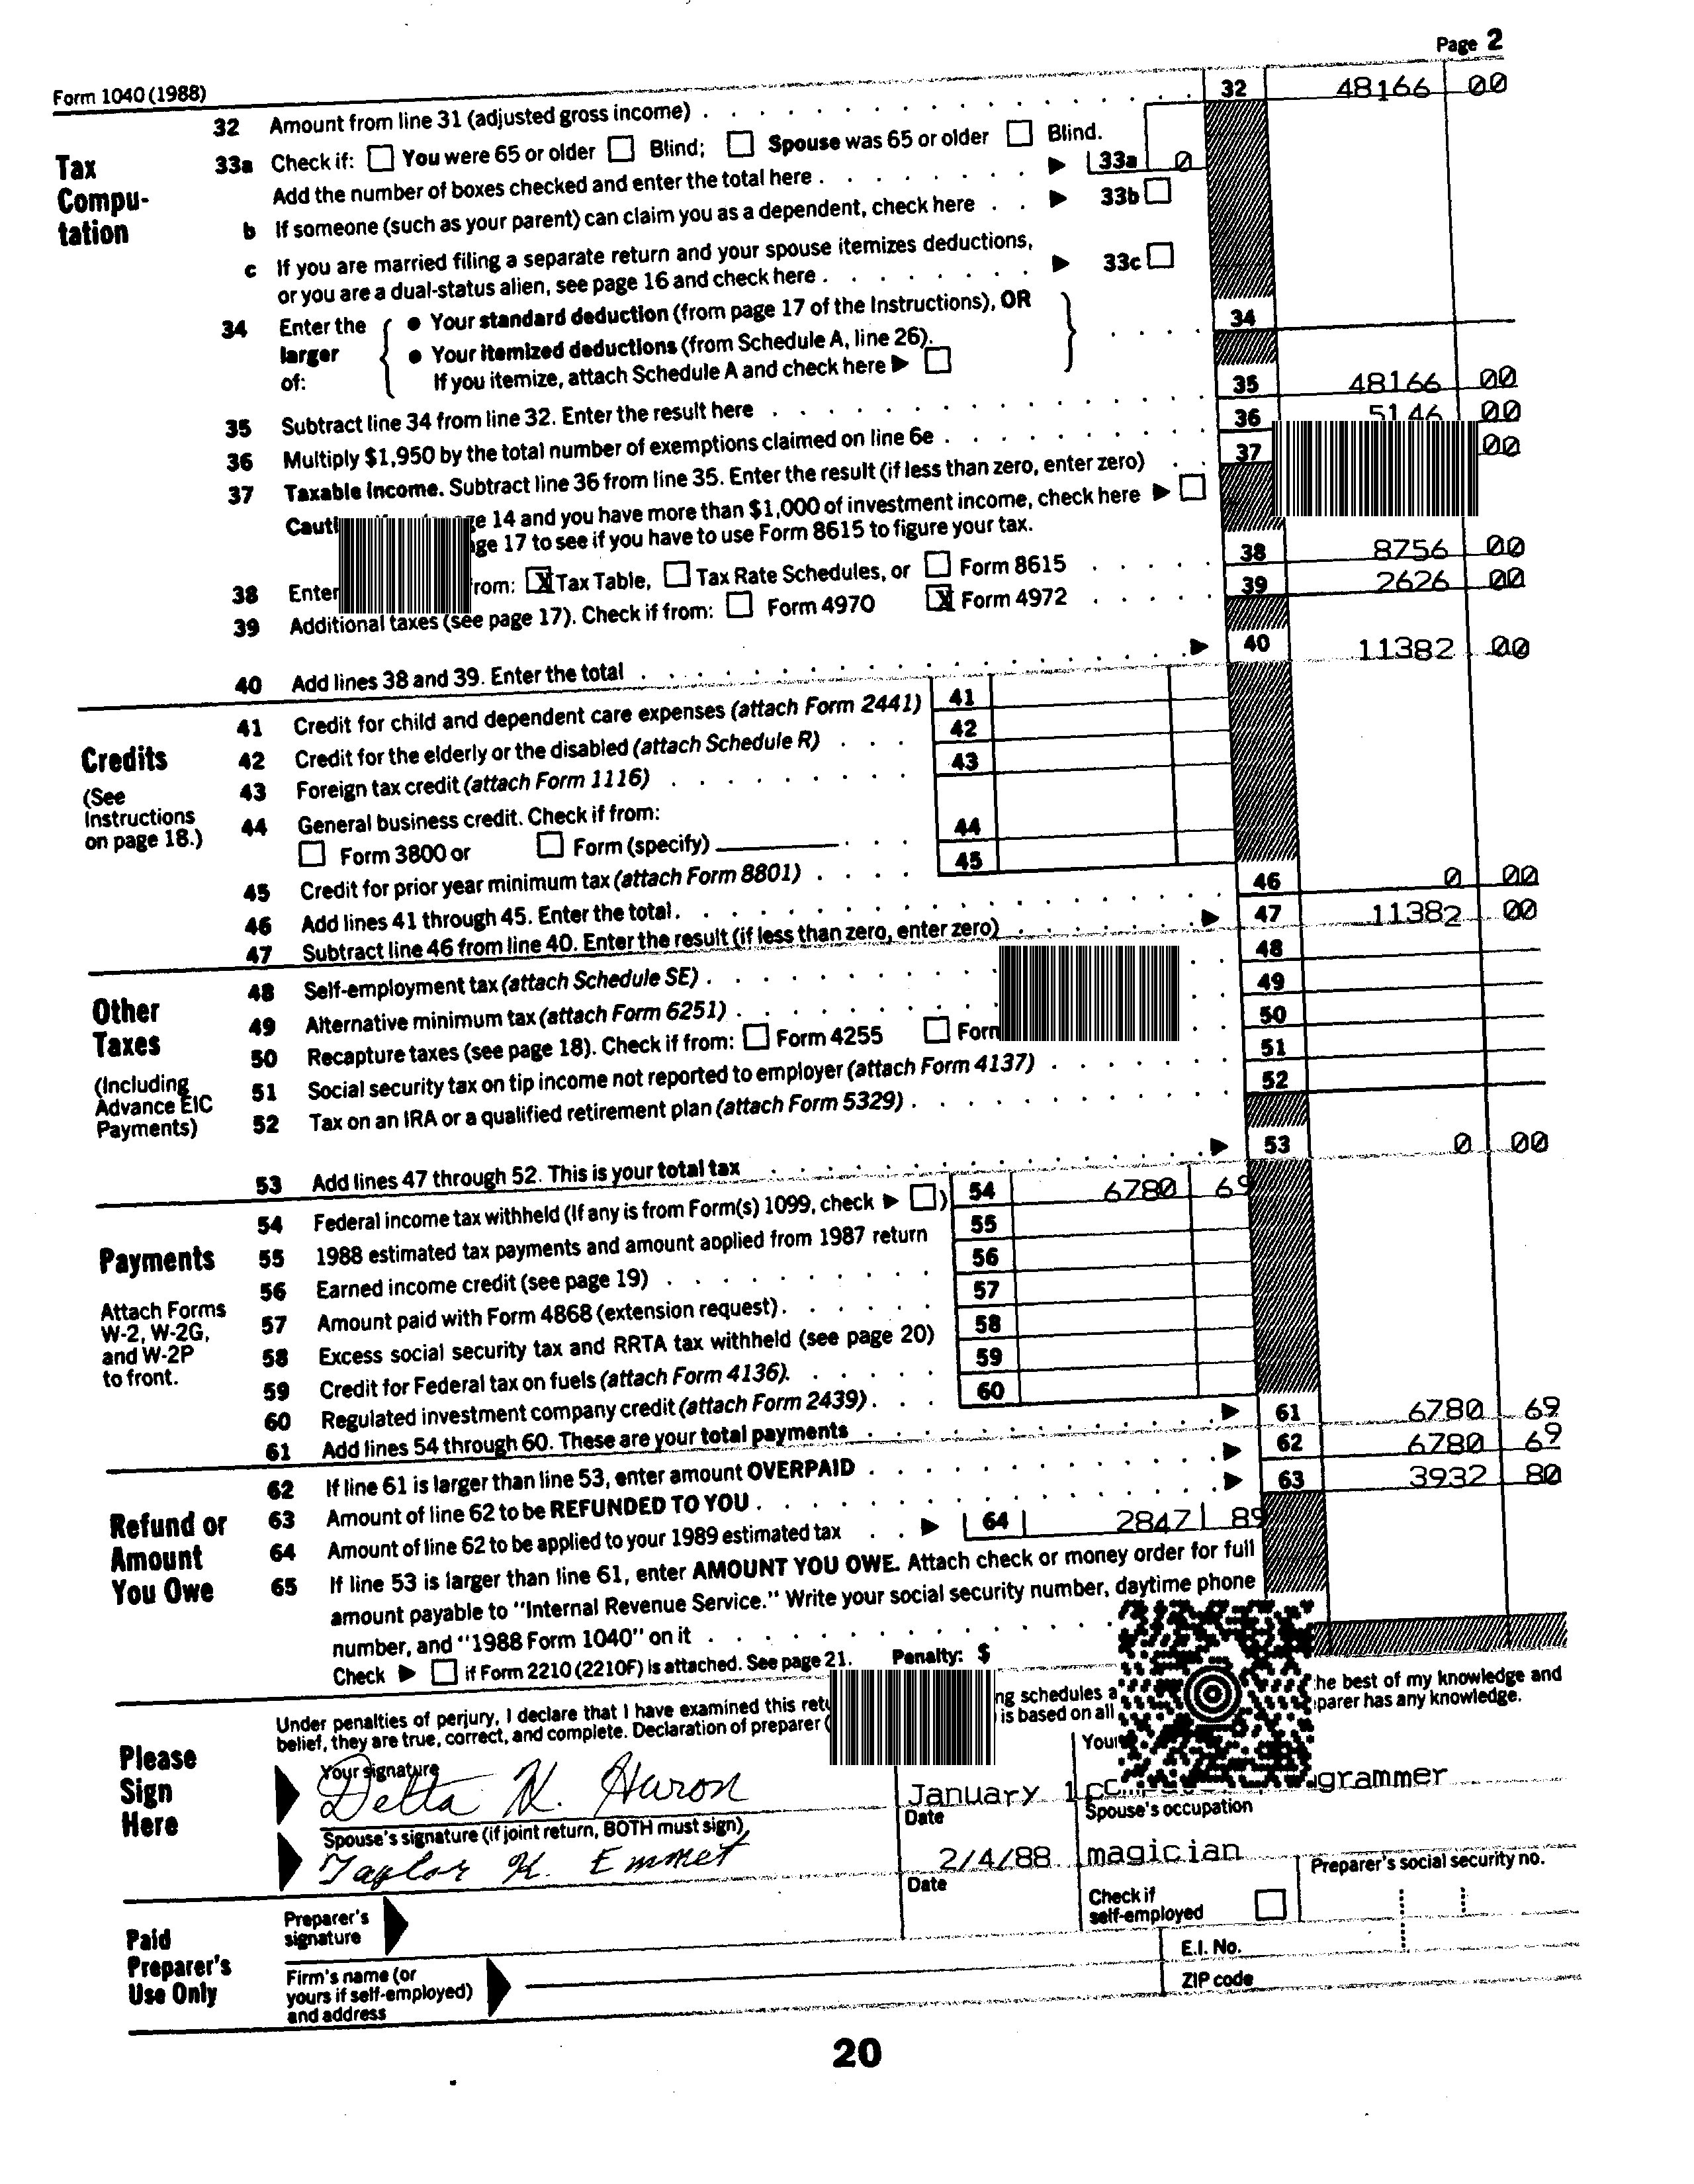 Page 2
Form 1040 (1988)
32 Amount from line 31 (adjusted gross income) 32 48166 00
Tax Compu- tation
33a Check if: You were 65 or older Blind; Spouse was 65 or older Blind.
Add the number of boxes checked and enter the total here 33a 0
b If someone (such as your parent) can claim you as a dependent, check here 33b
c If you are married filing a separate return and your spouse itemizes deductions,
or you are a dual-status alien, see page 16 and check here 33c
34 Enter the larger of: • Your standard deduction (from page 17 of the Instructions), OR 34
• Your itemized deductions (from Schedule A, line 26).
If you itemize, attach Schedule A and check here
35 Subtract line 34 from line 32. Enter the result here 35 48166 00
36 Multiply $1,950 by the total number of exemptions claimed on line 6e 36 5146 00
37 Taxable income. Subtract line 36 from line 35. Enter the result (if less than zero, enter zero) 37 00
14 and you have more than $1,000 of investment income, check here
17 to see if you have to use Form 8615 to figure your tax.
38 Enter Tax Table, Tax Rate Schedules, or Form 8615 38 8756 00
39 Additional taxes (see page 17). Check if from: Form 4970 X Form 4972 39 2626 00
40 Add lines 38 and 39. Enter the total 40 11382 00
Credits
(See Instructions on page 18.)
41 Credit for child and dependent care expenses (attach Form 2441) 41
42 Credit for the elderly or the disabled (attach Schedule R) 42
43 Foreign tax credit (attach Form 1116) 43
44 General business credit. Check if from:
Form 3800 or Form (specify) 44
45 Credit for prior year minimum tax (attach Form 8801) 45
46 Add lines 41 through 45. Enter the total. 46 0 00
47 Subtract line 46 from line 40. Enter the result (if less than zero, enter zero) 47 11382 00
Other Taxes
(Including Advance EIC Payments)
48 Self-employment tax (attach Schedule SE) 48
49 Alternative minimum tax (attach Form 6251) 49
50 Recapture taxes (see page 18). Check if from: Form 4255 50
51 Social security tax on tip income not reported to employer (attach Form 4137) 51
52 Tax on an IRA or a qualified retirement plan (attach Form 5329) 52
53 Add lines 47 through 52. This is your total tax 53 0 00
Payments
Attach Forms W-2, W-2G, and W-2P to front.
54 Federal income tax withheld (If any is from Form(s) 1099, check ) 54 6780 69
55 1988 estimated tax payments and amount applied from 1987 return 55
56 Earned income credit (see page 19) 56
57 Amount paid with Form 4868 (extension request) 57
58 Excess social security tax and RRTA tax withheld (see page 20) 58
59 Credit for Federal tax on fuels (attach Form 4136). 59
60 Regulated investment company credit (attach Form 2439) 60
61 Add lines 54 through 60. These are your total payments 61 6780 69
Refund or Amount You Owe
62 If line 61 is larger than line 53, enter amount OVERPAID 62 6780 69
63 Amount of line 62 to be REFUNDED TO YOU 63 3932 80
64 Amount of line 62 to be applied to your 1989 estimated tax 64 2847 89
65 If line 53 is larger than line 61, enter AMOUNT YOU OWE. Attach check or money order for full
amount payable to "Internal Revenue Service." Write your social security number, daytime phone
number, and "1988 Form 1040" on it
Check if Form 2210 (2210F) is attached. See page 21. Penalty: $
Please Sign Here
Under penalties of perjury, I declare that I have examined this schedules the best of my knowledge and
belief, they are true, correct, and complete. Declaration of preparer is based on all has any knowledge.
Your signature
Delta N. Huron January
Date
Spouse's signature (if joint return, BOTH must sign) Spouse's occupation
Taylor K. Emmet 2/4/88 magician
Date
Paid Preparer's Use Only
Preparer's signature
Check if self-employed
Preparer's social security no.
Firm's name (or yours if self-employed) and address
E.I. No.
ZIP code
20